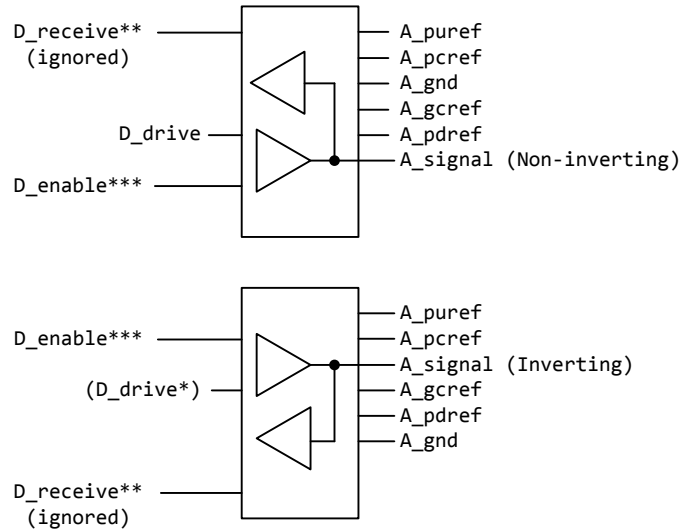 D_receive**
(ignored)
D_drive
D_enable***
A_puref
A_pcref
A_gnd
A_gcref
A_pdref
A_signal (Non-inverting)
D_enable***
(D_drive*)
D_receive**
(ignored)
A_puref
A_pcref
A_signal (Inverting)
A_gcref
A_pdref
A_gnd